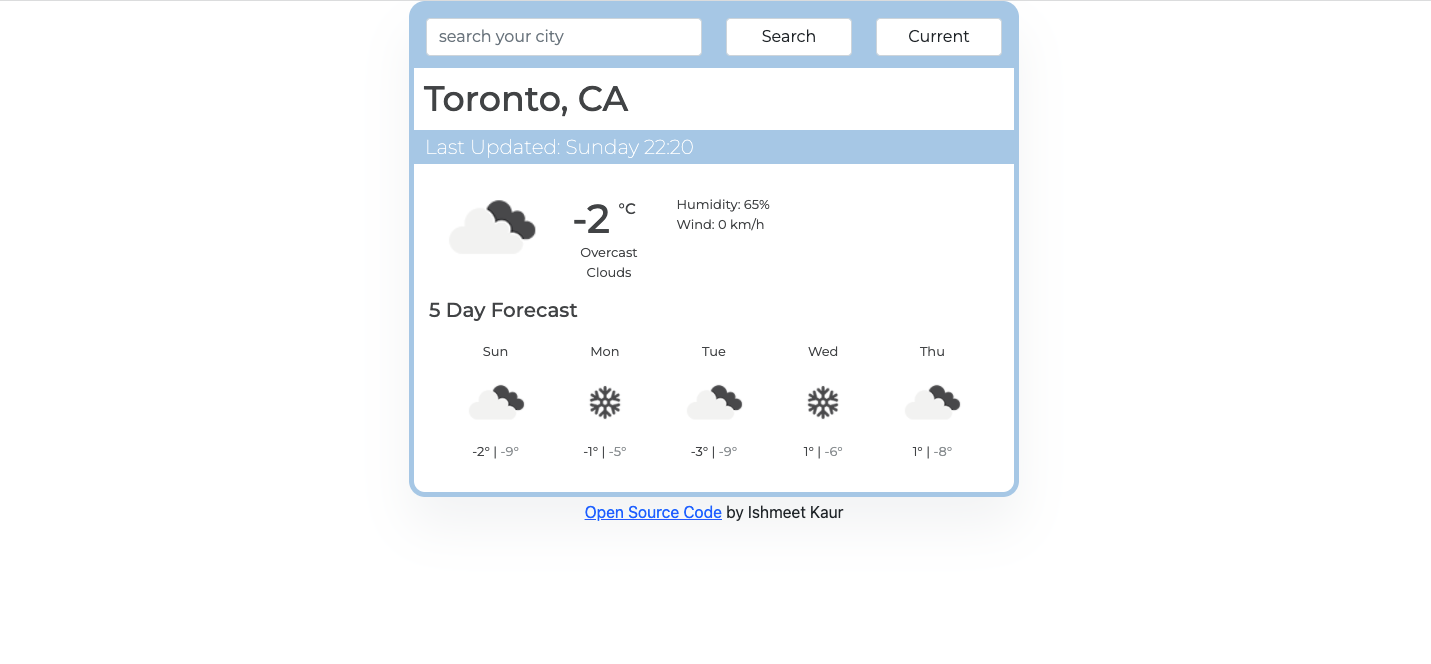 search your city Search Current
Toronto, CA
Last Updated: Sunday 22:20
-2 °C
Overcast
Clouds
Humidity: 65%
Wind: 0 km/h
5 Day Forecast
Sun Mon Tue Wed Thu
-2° | -9° -1° | -5° -3° | -9° 1° | -6° 1° | -8°
Open Source Code by Ishmeet Kaur